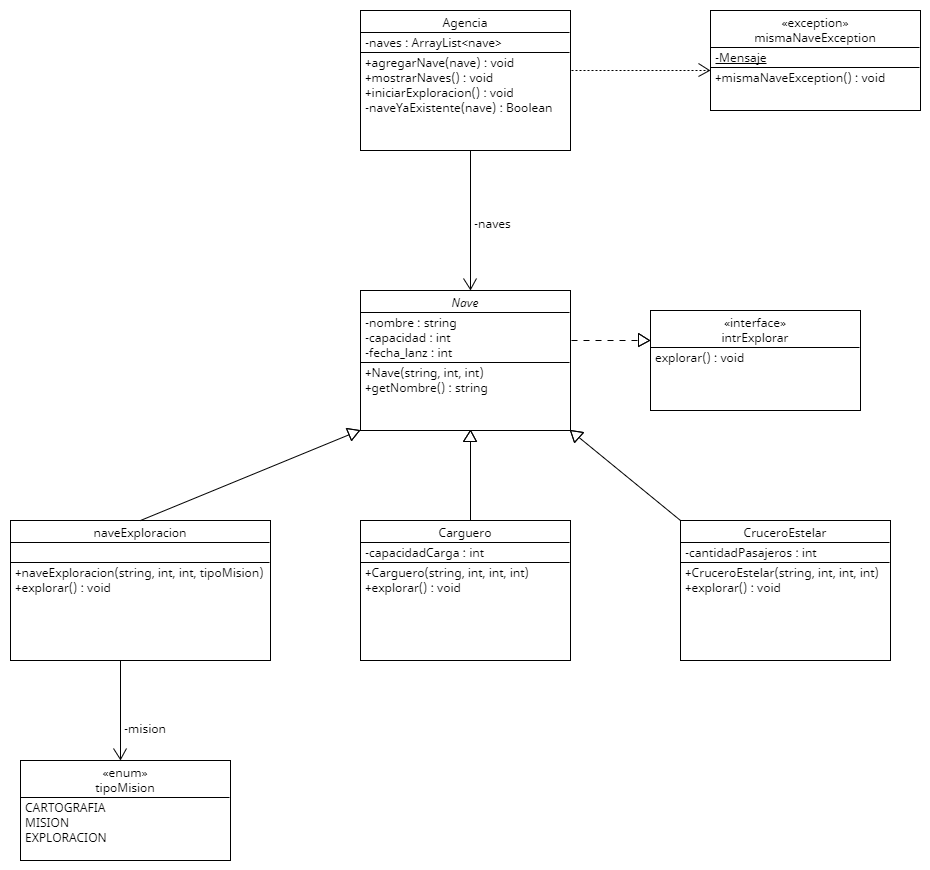 Agencia
-naves : ArrayList<nave>
+agregarNave(nave) : void
+mostrarNaves() : void
+iniciarExploracion() : void
-naveYaExistente(nave) : Boolean
«exception»
mismaNaveException
-Mensaje
+mismaNaveException() : void
-naves
Nave
-nombre : string
-capacidad : int
-fecha_lanz : int
+Nave(string, int, int)
+getNombre() : string
«interface»
intrExplorar
explorar() : void
naveExploracion
+naveExploracion(string, int, int, tipoMision)
+explorar() : void
Carguero
-capacidadCarga : int
+Carguero(string, int, int, int)
+explorar() : void
CruceroEstelar
-cantidadPasajeros : int
+CruceroEstelar(string, int, int, int)
+explorar() : void
-mision
«enum»
tipoMision
CARTOGRAFIA
MISION
EXPLORACION